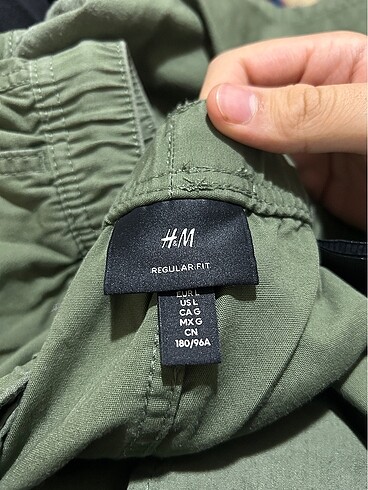 H&M
REGULAR FIT
EUR L
US L
CA G
MX G
CN
180/96A